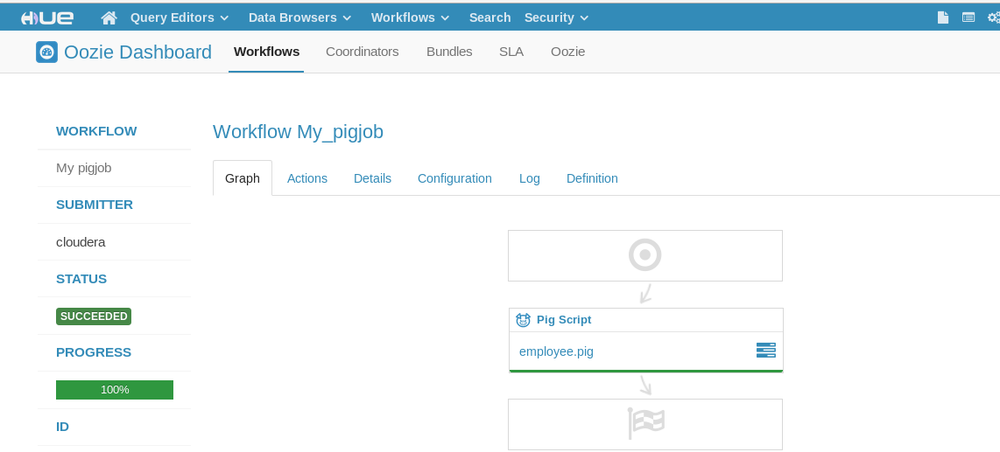 HUE Query Editors Data Browsers Workflows Search Security
Oozie Dashboard Workflows Coordinators Bundles SLA Oozie
WORKFLOW
My pigjob
SUBMITTER
cloudera
STATUS
SUCCEEDED
PROGRESS
100%
ID
Workflow My_pigjob
Graph Actions Details Configuration Log Definition
Pig Script
employee.pig